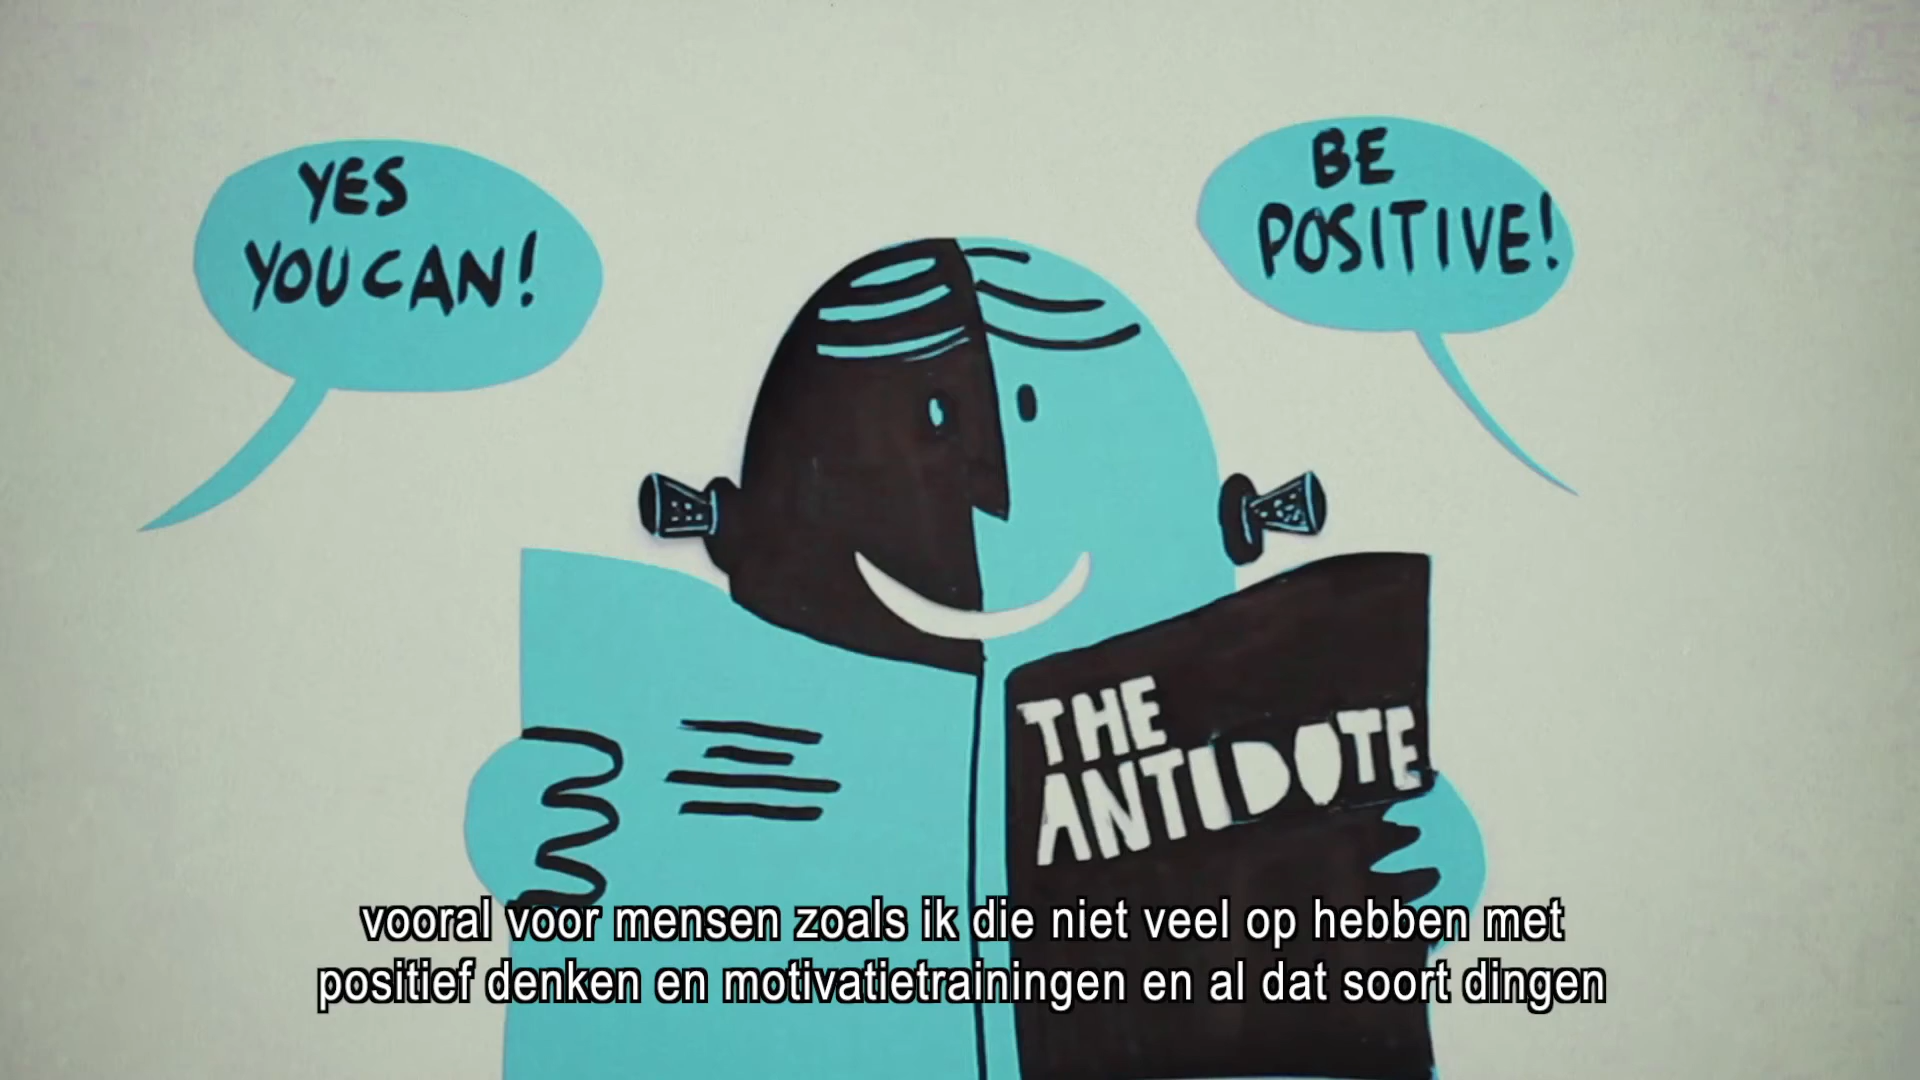 YES
YOU CAN!
BE
POSITIVE!
THE
ANTIDOTE
vooral voor mensen zoals ik die niet veel op hebben met
positief denken en motivatietrainingen en al dat soort dingen